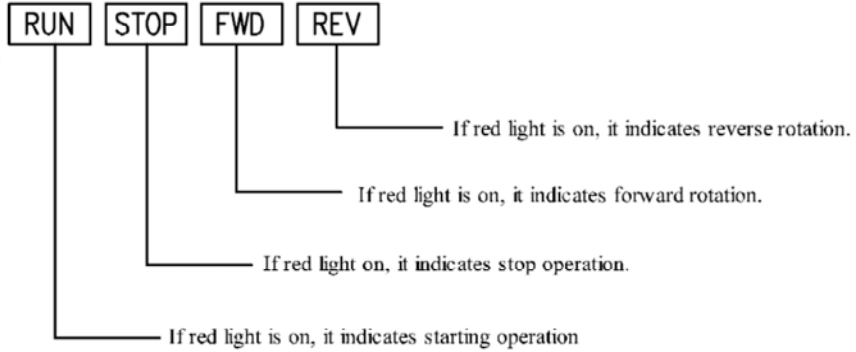 RUN STOP FWD REV
If red light is on, it indicates reverse rotation.
If red light is on, it indicates forward rotation.
If red light on, it indicates stop operation.
If red light is on, it indicates starting operation